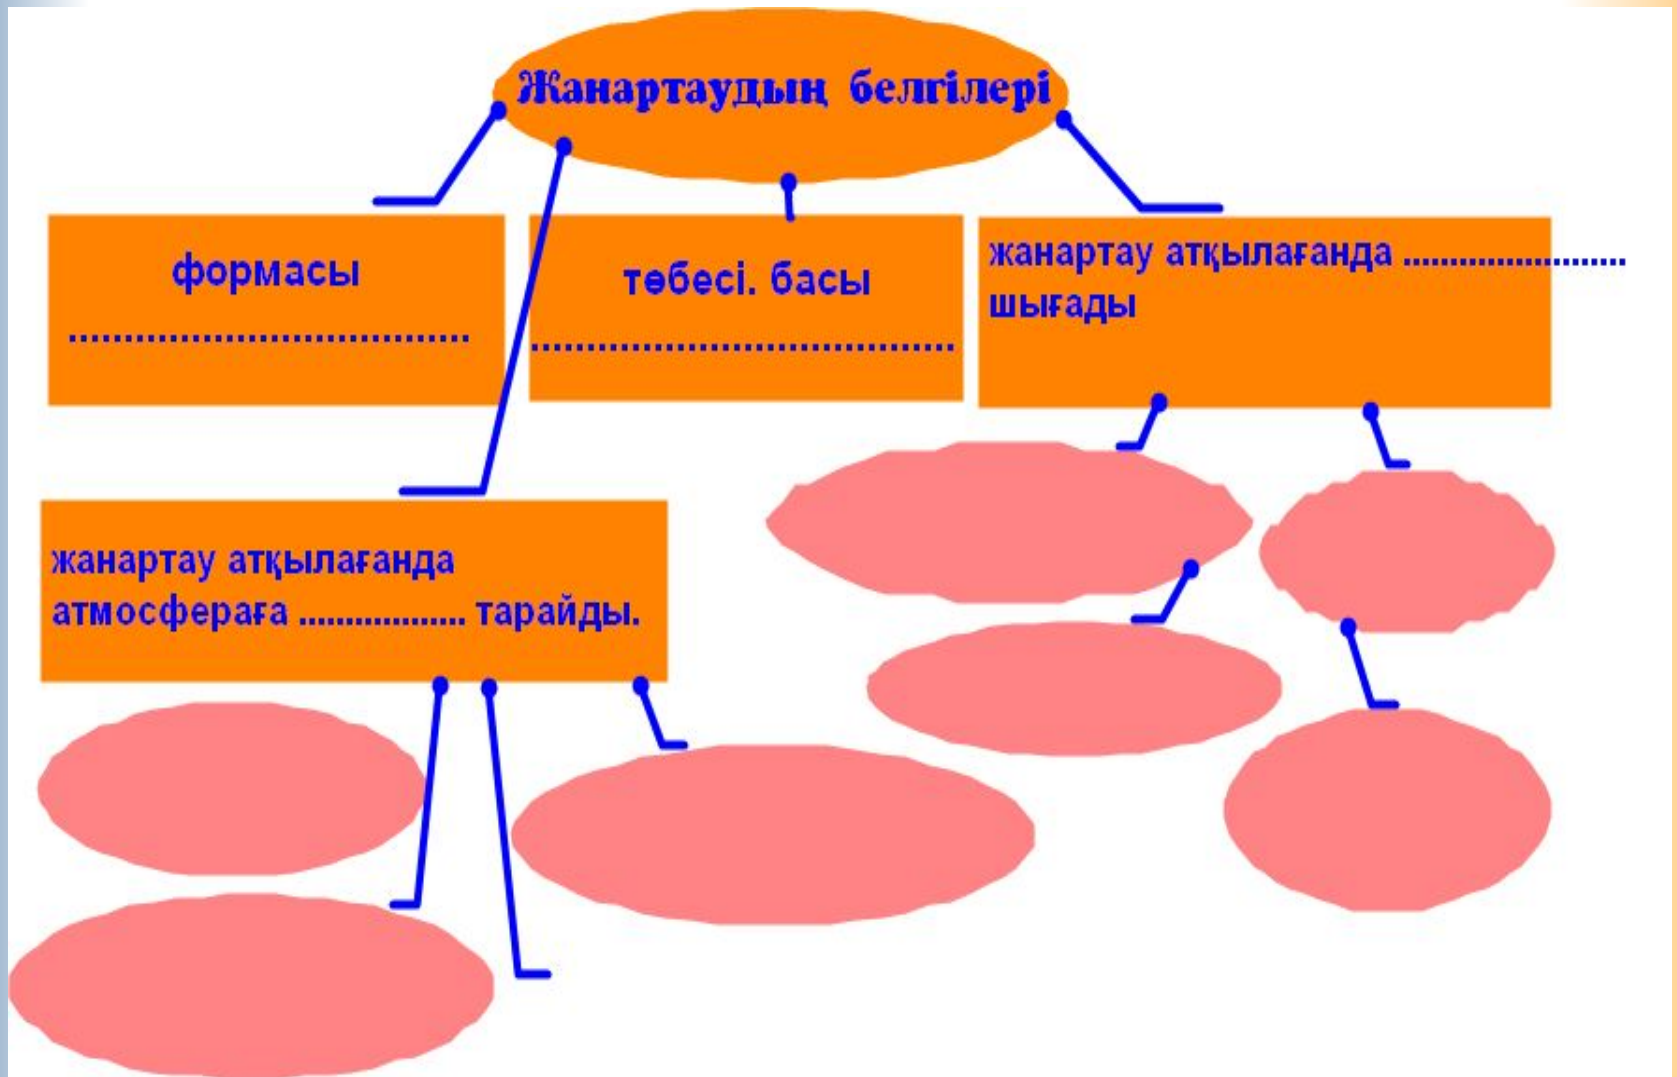 Жанартаудың белгілері
формасы
...................................
төбесі. басы
.....................................
жанартау атқылағанда ........................
шығады
жанартау атқылағанда
атмосфераға .................. тарайды.